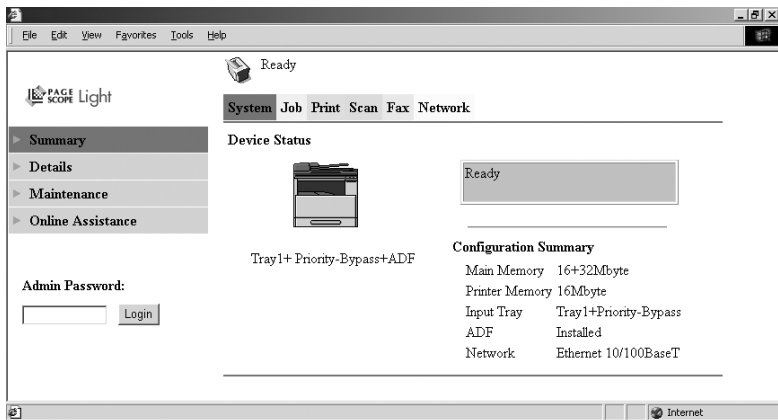 File Edit View Favorites Tools Help
Ready
PAGE SCOPE Light
System Job Print Scan Fax Network
Summary
Details
Maintenance
Online Assistance
Admin Password:
Login
Device Status
Tray1+ Priority-Bypass+ADF
Ready
Configuration Summary
Main Memory 16+32Mbyte
Printer Memory 16Mbyte
Input Tray Tray1+Priority-Bypass
ADF Installed
Network Ethernet 10/100BaseT
Internet